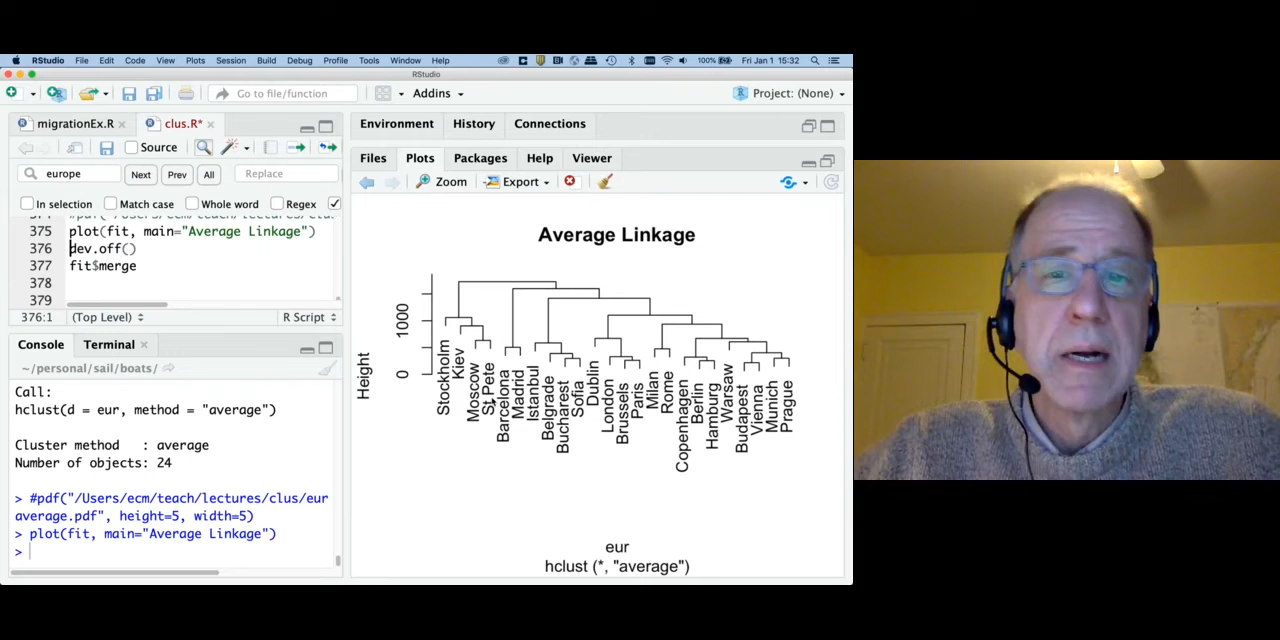 RStudio File Edit Code View Plots Session Build Debug Profile Tools Window Help 100% Fri Jan 1 15:32
RStudio
Go to file/function Addins Project: (None)
migrationEx.R clus.R*
Source
europe Next Prev All Replace
In selection Match case Whole word Regex
375 plot(fit, main="Average Linkage")
376 dev.off()
377 fit$merge
378
379
376:1 (Top Level) R Script
Console Terminal
~/personal/sail/boats/
Call:
hclust(d = eur, method = "average")
Cluster method : average
Number of objects: 24
> #pdf("/Users/ecm/teach/lectures/clus/eur
average.pdf", height=5, width=5)
> plot(fit, main="Average Linkage")
>
Environment History Connections
Files Plots Packages Help Viewer
Zoom Export
Average Linkage
Height
0 1000
Stockholm
Kiev
Moscow
St Pete
Barcelona
Madrid
Istanbul
Belgrade
Bucharest
Sofia
Dublin
London
Brussels
Paris
Milan
Rome
Copenhagen
Berlin
Hamburg
Warsaw
Budapest
Vienna
Munich
Prague
eur
hclust (*, "average")